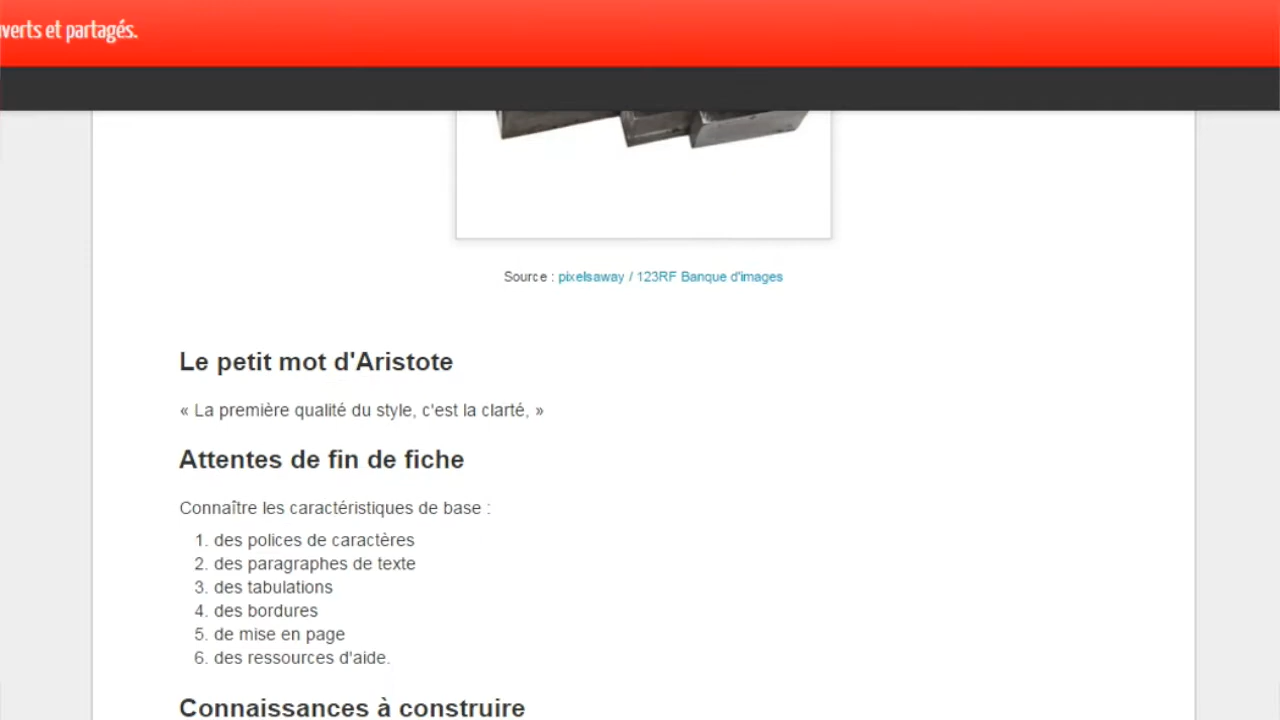 et partagés.
Source : pixelsaway / 123RF Banque d'images
Le petit mot d'Aristote
« La première qualité du style, c'est la clarté, »
Attentes de fin de fiche
Connaître les caractéristiques de base :
1. des polices de caractères
2. des paragraphes de texte
3. des tabulations
4. des bordures
5. de mise en page
6. des ressources d'aide.
Connaissances à construire